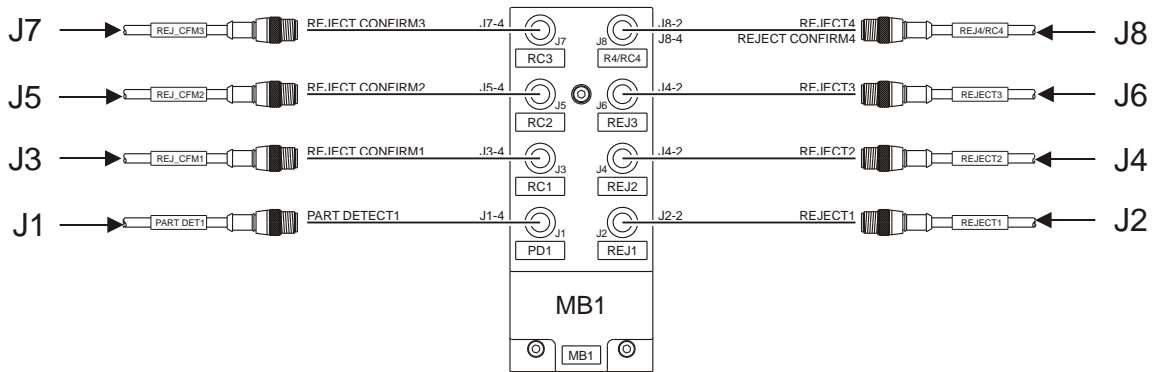 J7 REJ_CFM3 REJECT CONFIRM3 J7-4 J7 J8 J8-2 REJECT4 REJ4/RC4 J8
RC3 R4/RC4 J8-4 REJECT CONFIRM4
J5 REJ_CFM2 REJECT CONFIRM2 J5-4 J5 J6 J4-2 REJECT3 REJECT3 J6
RC2 REJ3
J3 REJ_CFM1 REJECT CONFIRM1 J3-4 J3 J4 J4-2 REJECT2 REJECT2 J4
RC1 REJ2
J1 PART DET1 PART DETECT1 J1-4 J1 J2 J2-2 REJECT1 REJECT1 J2
PD1 REJ1
MB1
MB1